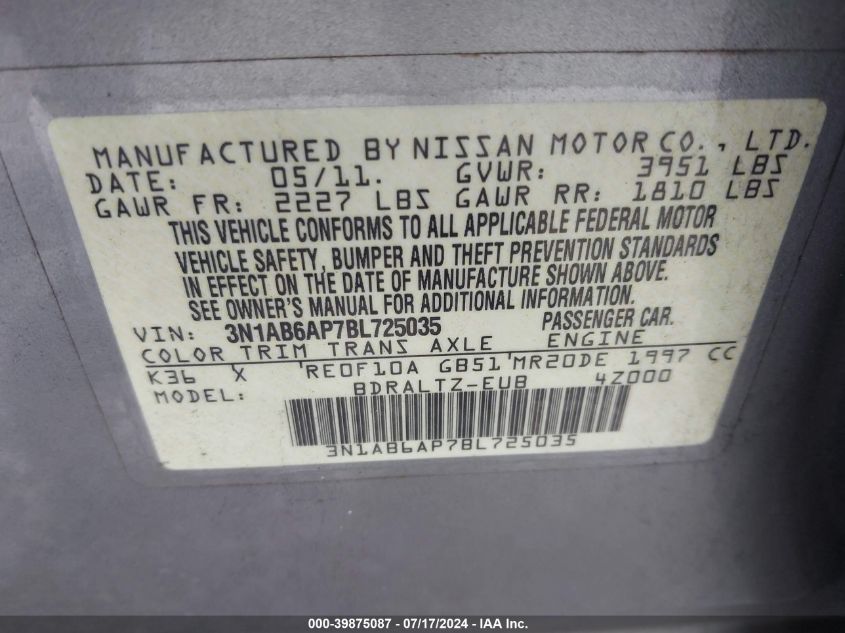 MANUFACTURED BY NISSAN MOTOR CO., LTD.
DATE: 05/11. GVWR: 3951 LBS
GAWR FR: 2227 LBS GAWR RR: 1810 LBS
THIS VEHICLE CONFORMS TO ALL APPLICABLE FEDERAL MOTOR
VEHICLE SAFETY, BUMPER AND THEFT PREVENTION STANDARDS
IN EFFECT ON THE DATE OF MANUFACTURE SHOWN ABOVE.
SEE OWNER'S MANUAL FOR ADDITIONAL INFORMATION.
VIN: 3N1AB6AP7BL725035 PASSENGER CAR.
COLOR TRIM TRANS AXLE ENGINE
K36 X RE0F10A GB51 MR20DE 1997 CC
MODEL: BDRALTZ-EUB 4Z000
3N1AB6AP7BL725035
000-39875087 - 07/17/2024 - IAA Inc.